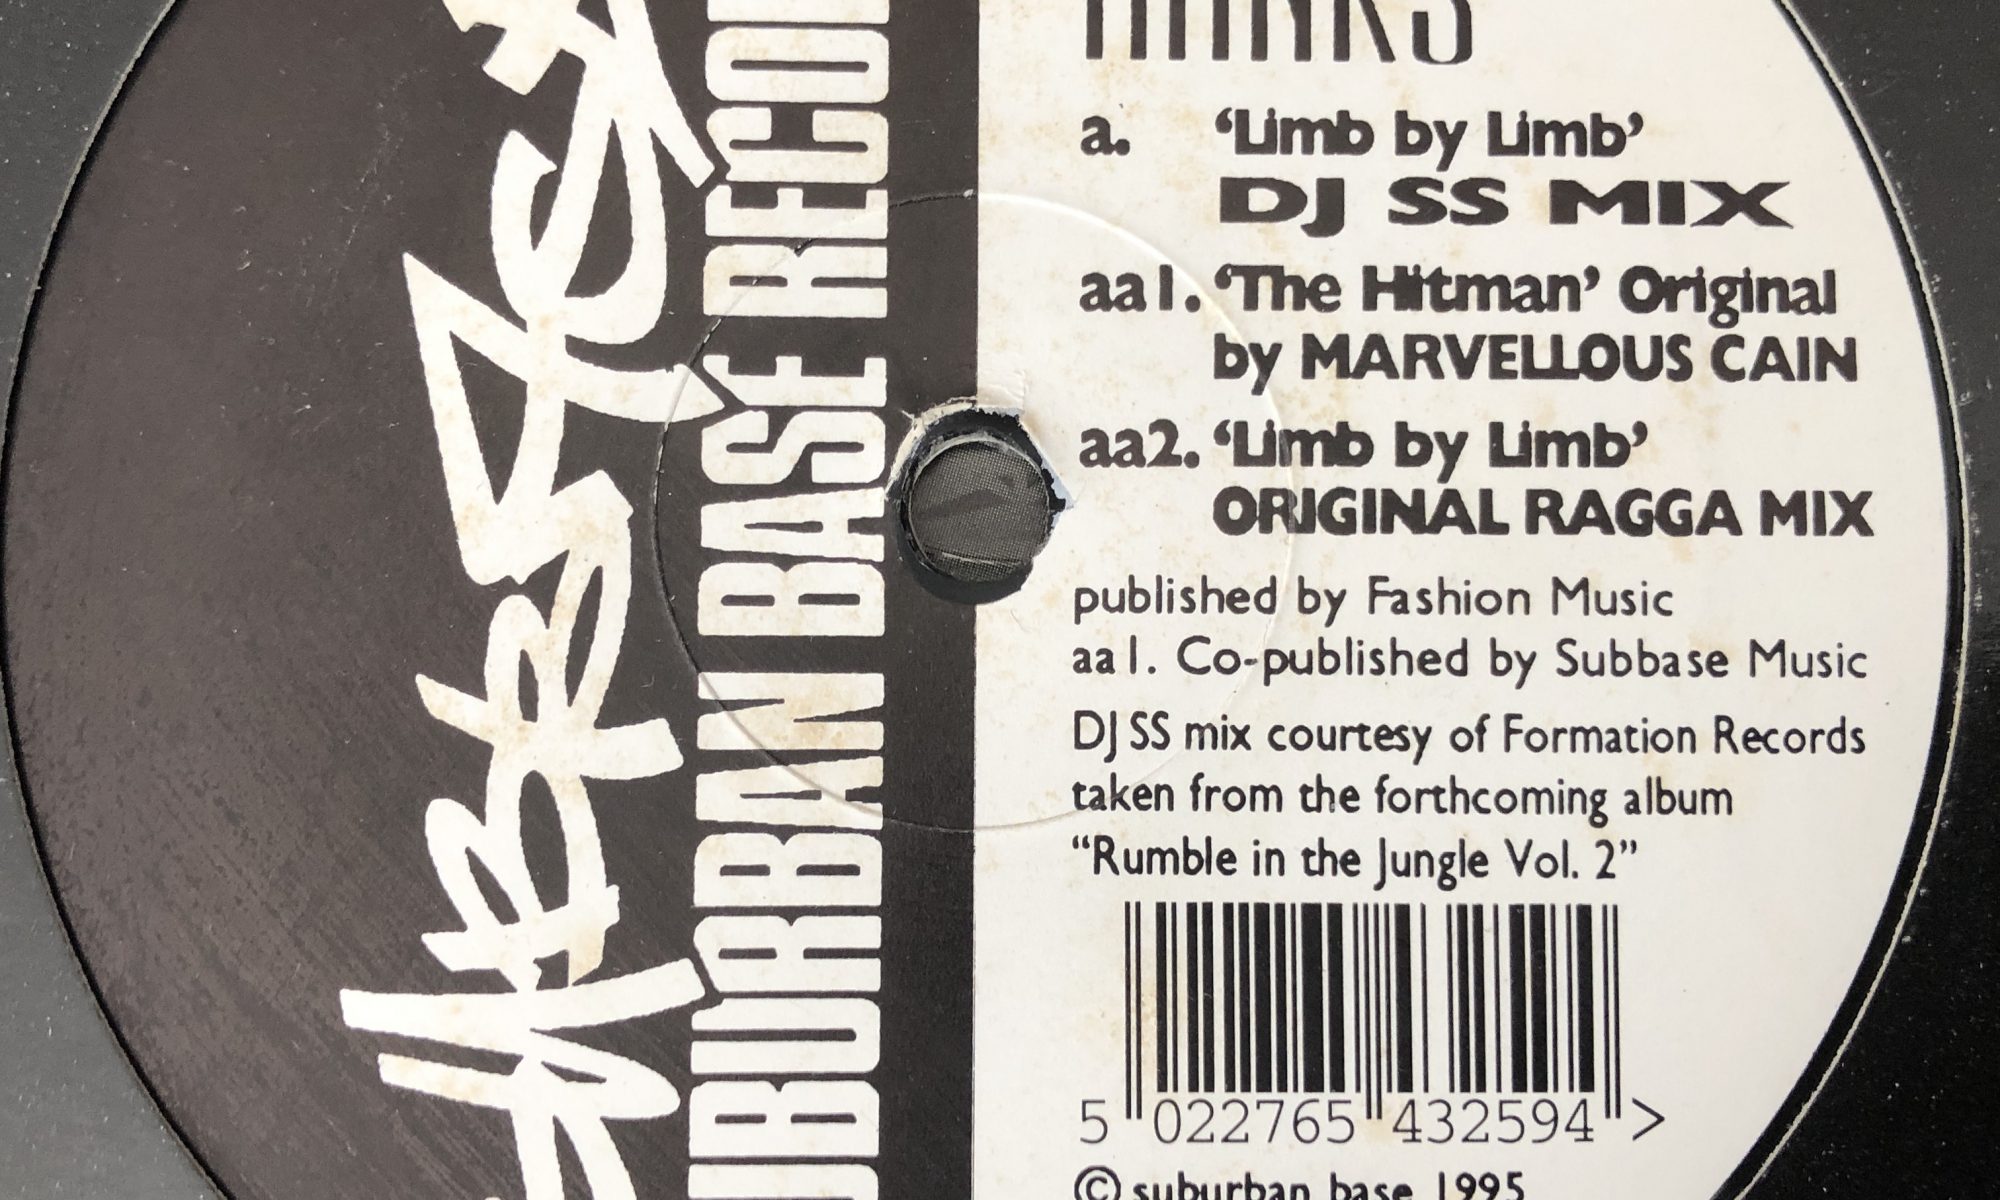 a. ‘Limb by Limb’
DJ SS MIX
aa1. ‘The Hitman’ Original
by MARVELLOUS CAIN
aa2. ‘Limb by Limb’
ORIGINAL RAGGA MIX
published by Fashion Music
aa1. Co-published by Subbase Music
DJ SS mix courtesy of Formation Records
taken from the forthcoming album
“Rumble in the Jungle Vol. 2”
5 022765 432594 >
© suburban base 1995
BASE